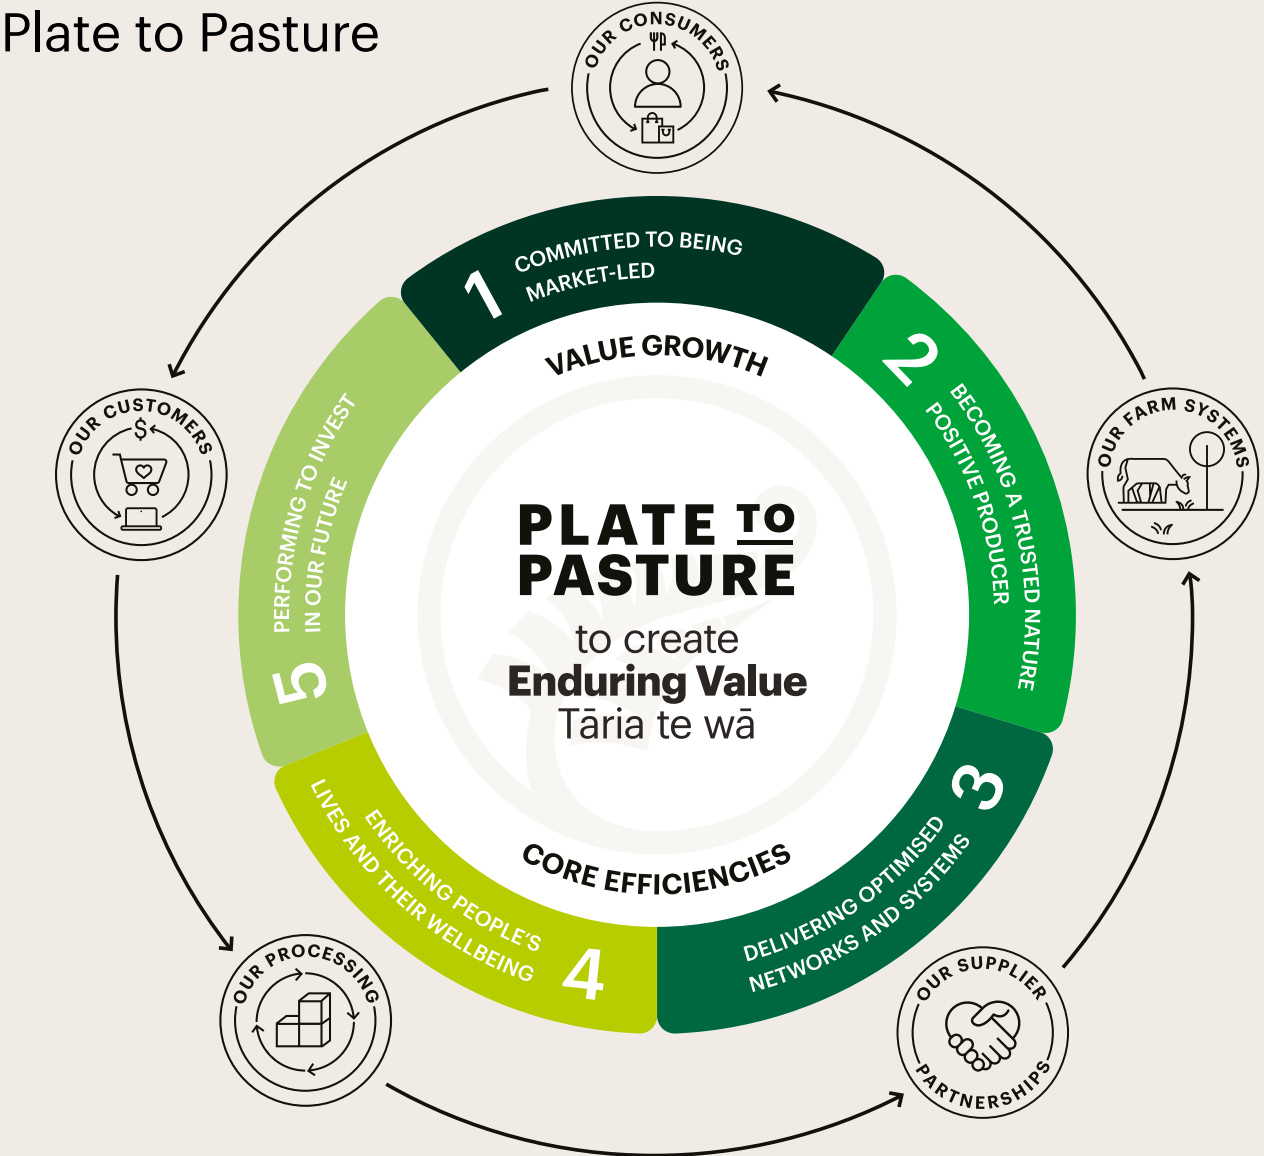 Plate to Pasture
OUR CONSUMERS
1
COMMITTED TO BEING
MARKET-LED
2
BECOMING A TRUSTED NATURE
POSITIVE PRODUCER
3
DELIVERING OPTIMISED
NETWORKS AND SYSTEMS
4
ENRICHING PEOPLE'S
LIVES AND THEIR WELLBEING
5
PERFORMING TO INVEST
IN OUR FUTURE
VALUE GROWTH
PLATE TO
PASTURE
to create
Enduring Value
Tāria te wā
CORE EFFICIENCIES
OUR CUSTOMERS
$
OUR PROCESSING
OUR SUPPLIER
PARTNERSHIPS
OUR FARM SYSTEMS